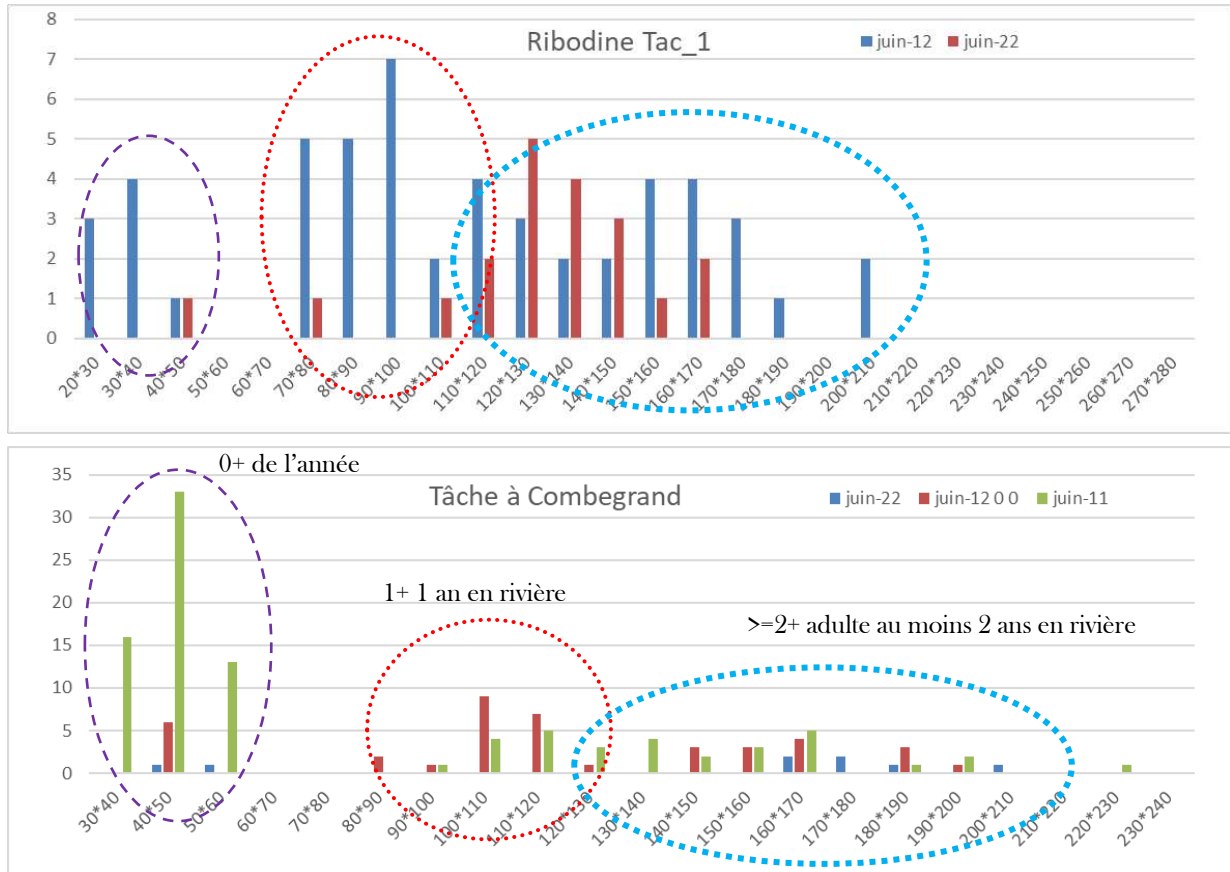 Ribodine Tac_1
juin-12 juin-22
8
7
6
5
4
3
2
1
0
20*30 30*40 40*50 50*60 60*70 70*80 80*90 90*100 100*110 110*120 120*130 130*140 140*150 150*160 160*170 170*180 180*190 190*200 200*210 210*220 220*230 230*240 240*250 250*260 260*270 270*280
0+ de l'année
Tâche à Combegrand
juin-22 juin-12 0 0 juin-11
1+ 1 an en rivière
>=2+ adulte au moins 2 ans en rivière
35
30
25
20
15
10
5
0
30*40 40*50 50*60 60*70 70*80 80*90 90*100 100*110 110*120 120*130 130*140 140*150 150*160 160*170 170*180 180*190 190*200 200*210 210*220 220*230 230*240